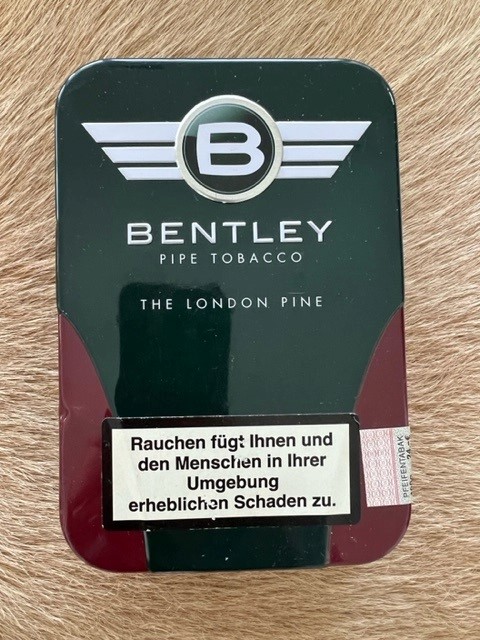 B
BENTLEY
PIPE TOBACCO
THE LONDON PINE
Rauchen fügt Ihnen und
den Menschen in Ihrer
Umgebung
erheblichen Schaden zu.
PFEIFENTABAK